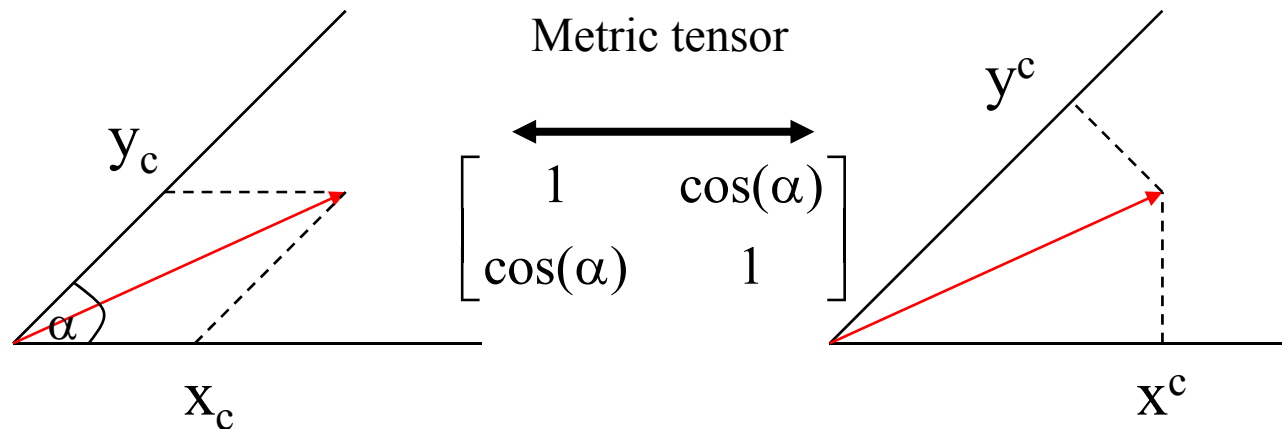 Metric tensor
y_c
α
x_c
1 cos(α)
cos(α) 1
y^c
x^c